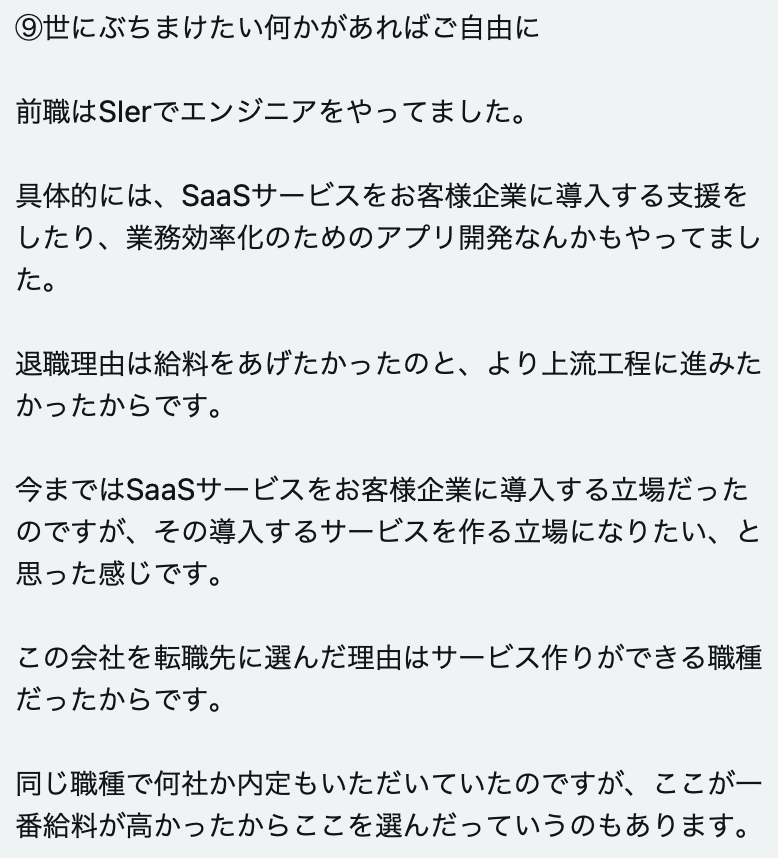 ⑨世にぶちまけたい何かがあればご自由に
前職はSIerでエンジニアをやってました。
具体的には、SaaSサービスをお客様企業に導入する支援を
したり、業務効率化のためのアプリ開発なんかもやってまし
た。
退職理由は給料をあげたかったのと、より上流工程に進みた
かったからです。
今まではSaaSサービスをお客様企業に導入する立場だった
のですが、その導入するサービスを作る立場になりたい、と
思った感じです。
この会社を転職先に選んだ理由はサービス作りができる職種
だったからです。
同じ職種で何社か内定もいただいていたのですが、ここが一
番給料が高かったからここを選んだっていうのもあります。